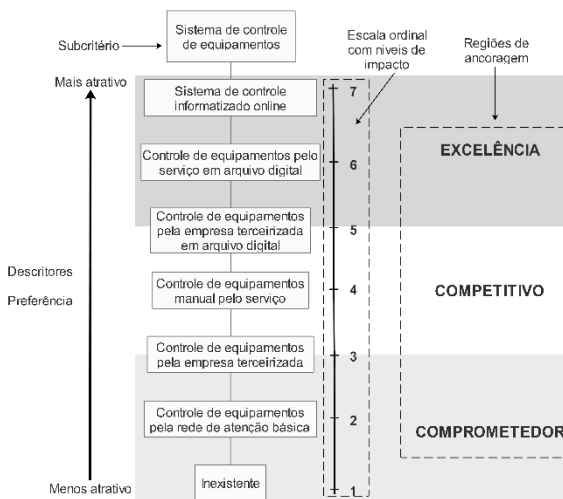 Subcritério
Sistema de controle
de equipamentos
Escala ordinal
com niveis de
impacto
Regiões de
ancoragem
Mais atrativo
Sistema de controle
informatizado online
7
Controle de equipamentos pelo
serviço em arquivo digital
6
EXCELÊNCIA
Controle de equipamentos
pela empresa terceirizada
em arquivo digital
5
Descritores
Preferência
Controle de equipamentos
manual pelo serviço
4
COMPETITIVO
Controle de equipamentos
pela empresa terceirizada
3
Controle de equipamentos
pela rede de atenção básica
2
COMPROMETEDOR
Menos atrativo
Inexistente
1